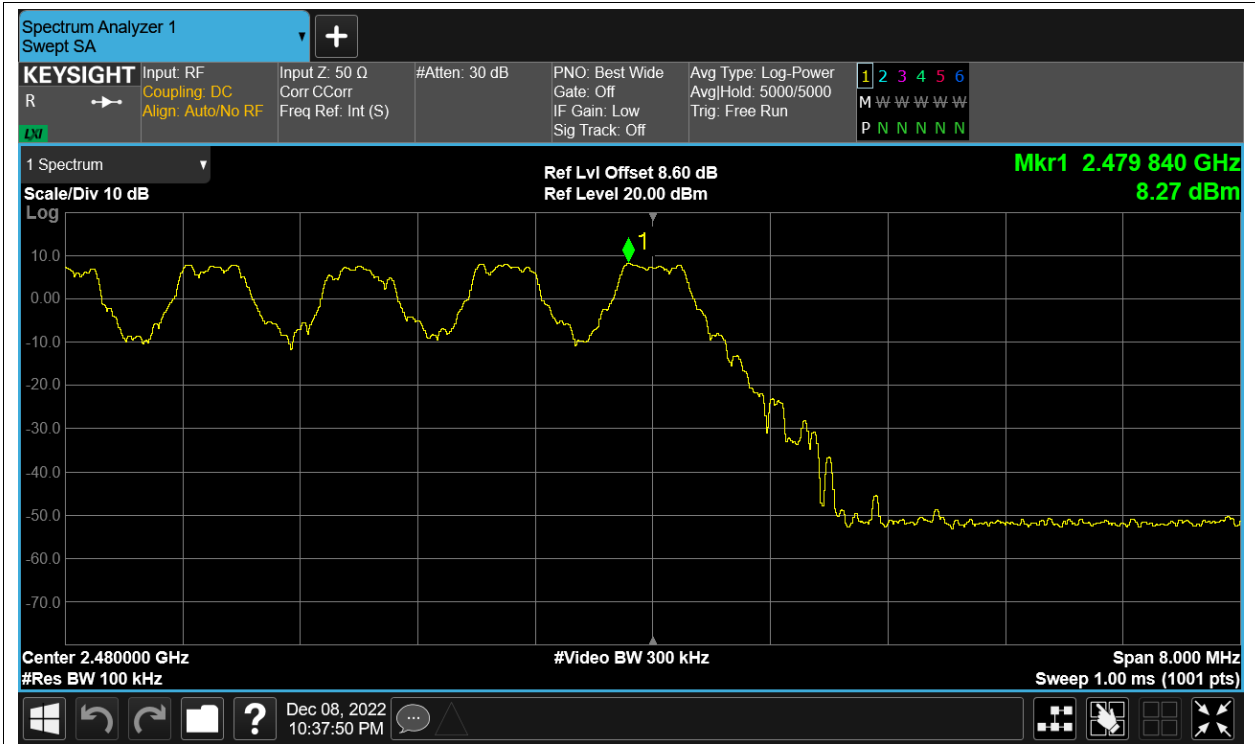 Spectrum Analyzer 1
Swept SA
KEYSIGHT
R
LXI
Input: RF
Coupling: DC
Align: Auto/No RF
Input Z: 50 Ω
Corr CCorr
Freq Ref: Int (S)
#Atten: 30 dB
PNO: Best Wide
Gate: Off
IF Gain: Low
Sig Track: Off
Avg Type: Log-Power
Avg|Hold: 5000/5000
Trig: Free Run
1 2 3 4 5 6
M W W W W W
P N N N N N
1 Spectrum
Scale/Div 10 dB
Log
Ref Lvl Offset 8.60 dB
Ref Level 20.00 dBm
Mkr1 2.479 840 GHz
8.27 dBm
1
10.0
0.00
-10.0
-20.0
-30.0
-40.0
-50.0
-60.0
-70.0
Center 2.480000 GHz
#Res BW 100 kHz
#Video BW 300 kHz
Span 8.000 MHz
Sweep 1.00 ms (1001 pts)
?
Dec 08, 2022
10:37:50 PM